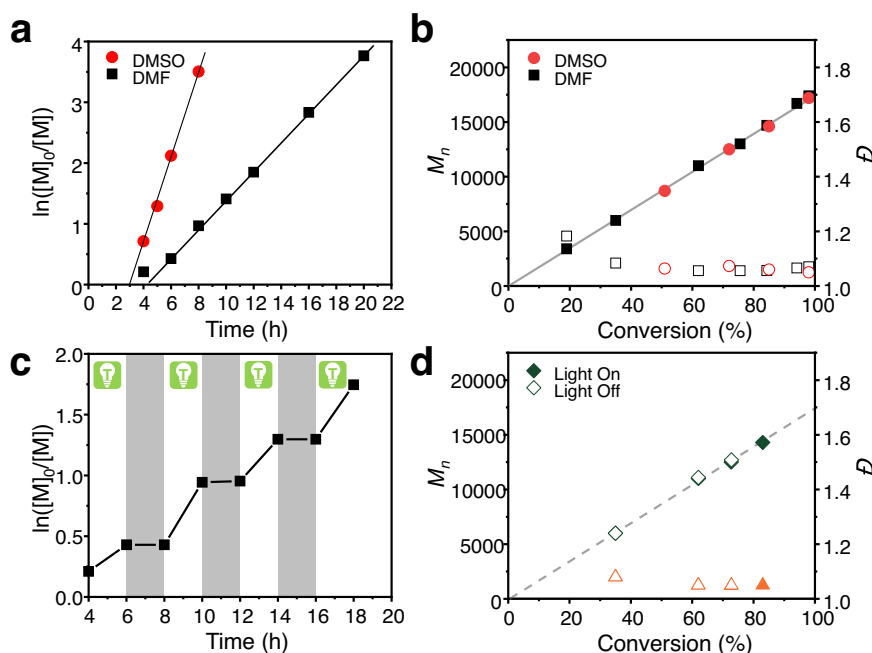 a
DMSO
DMF
ln([M]0/[M])
4
3
2
1
0
0 2 4 6 8 10 12 14 16 18 20 22
Time (h)
b
DMSO
DMF
Mn
20000
15000
10000
5000
0
1.8
1.6
1.4
1.2
1.0
Đ
0 20 40 60 80 100
Conversion (%)
c
ln([M]0/[M])
2.0
1.5
1.0
0.5
0.0
4 6 8 10 12 14 16 18 20
Time (h)
d
Light On
Light Off
Mn
20000
15000
10000
5000
0
1.8
1.6
1.4
1.2
1.0
Đ
0 20 40 60 80 100
Conversion (%)